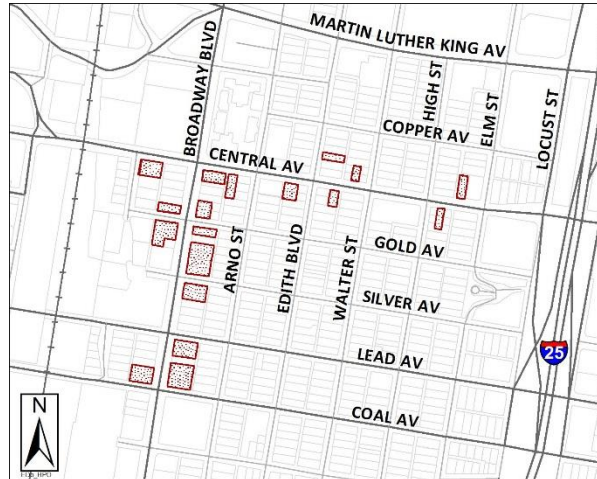 MARTIN LUTHER KING AV
BROADWAY BLVD
HIGH ST
ELM ST
LOCUST ST
COPPER AV
CENTRAL AV
ARNO ST
EDITH BLVD
WALTER ST
GOLD AV
SILVER AV
LEAD AV
25
COAL AV
N